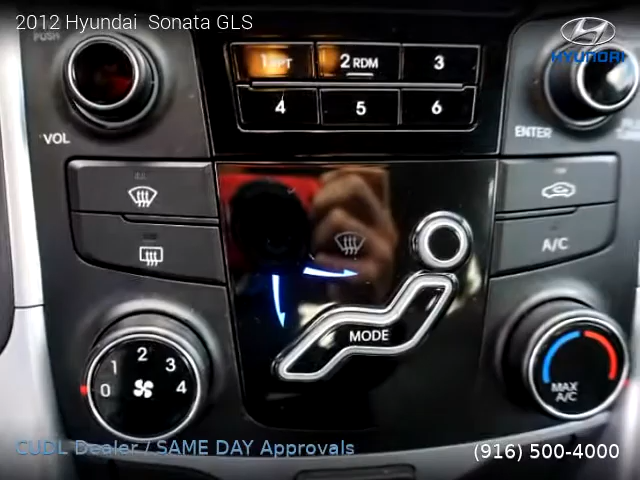 2012 Hyundai Sonata GLS
HYUNDAI
PUSH
1 RPT 2 RDM 3
4 5 6
VOL
ENTER
A/C
MODE
0 1 2 3 4
MAX A/C
CUDL Dealer / SAME DAY Approvals
(916) 500-4000